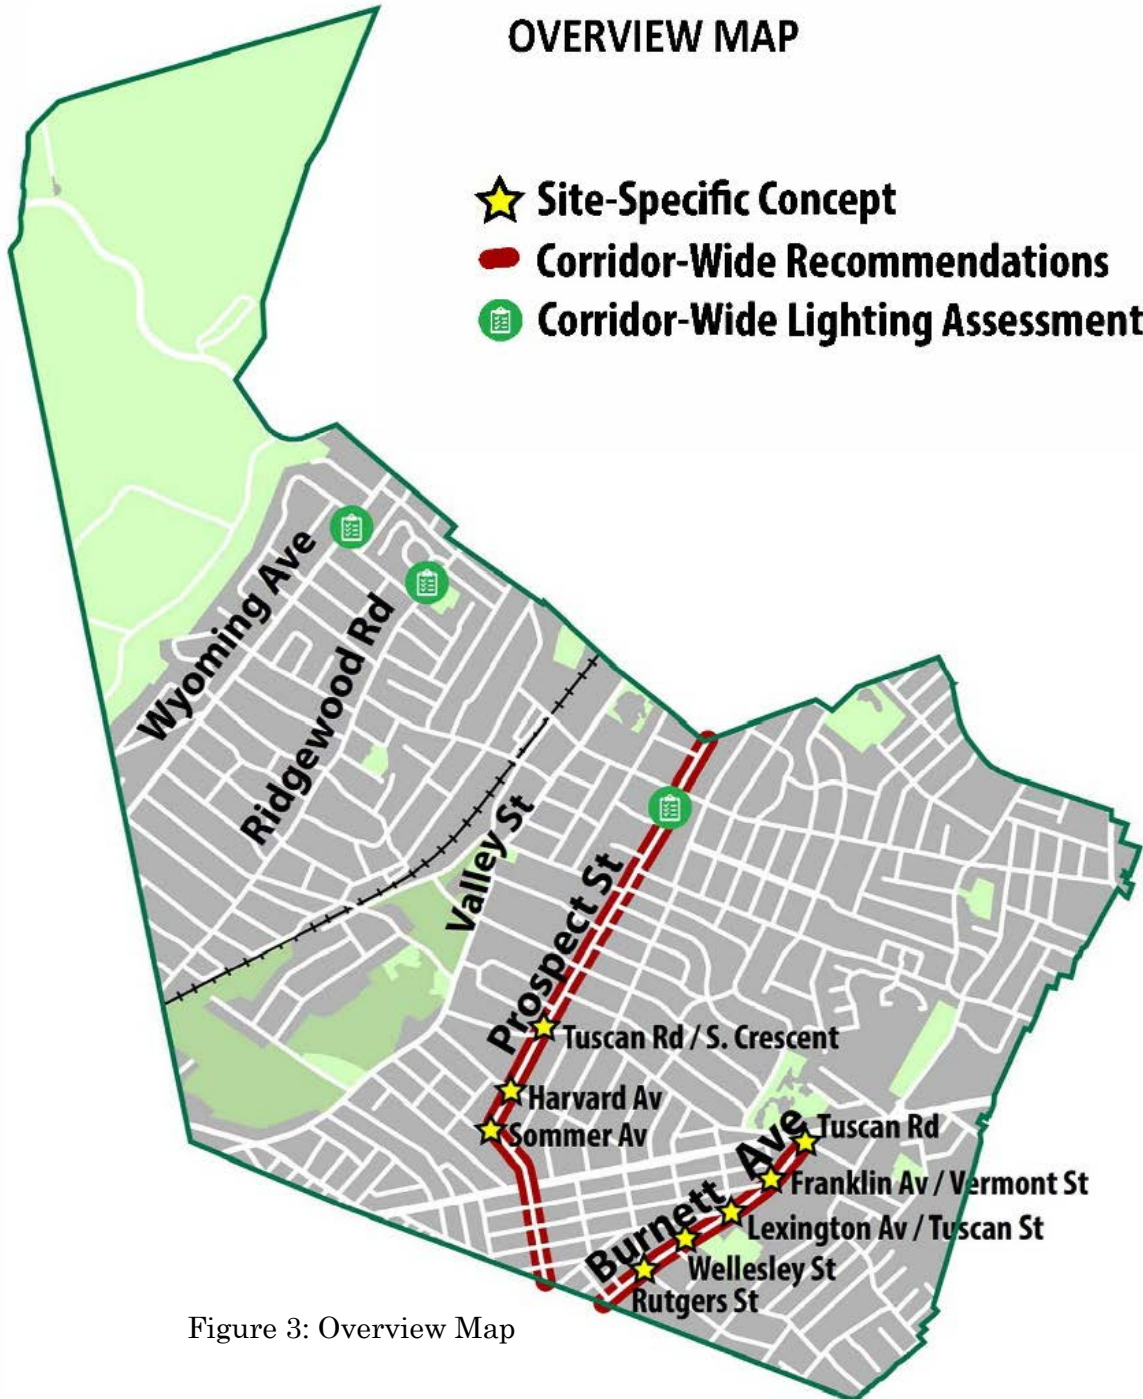 OVERVIEW MAP
Site-Specific Concept
Corridor-Wide Recommendations
Corridor-Wide Lighting Assessment
Wyoming Ave
Ridgewood Rd
Valley St
Prospect St
Tuscan Rd / S. Crescent
Harvard Av
Sommer Av
Burnett Ave
Tuscan Rd
Franklin Av / Vermont St
Lexington Av / Tuscan St
Wellesley St
Rutgers St
Figure 3: Overview Map